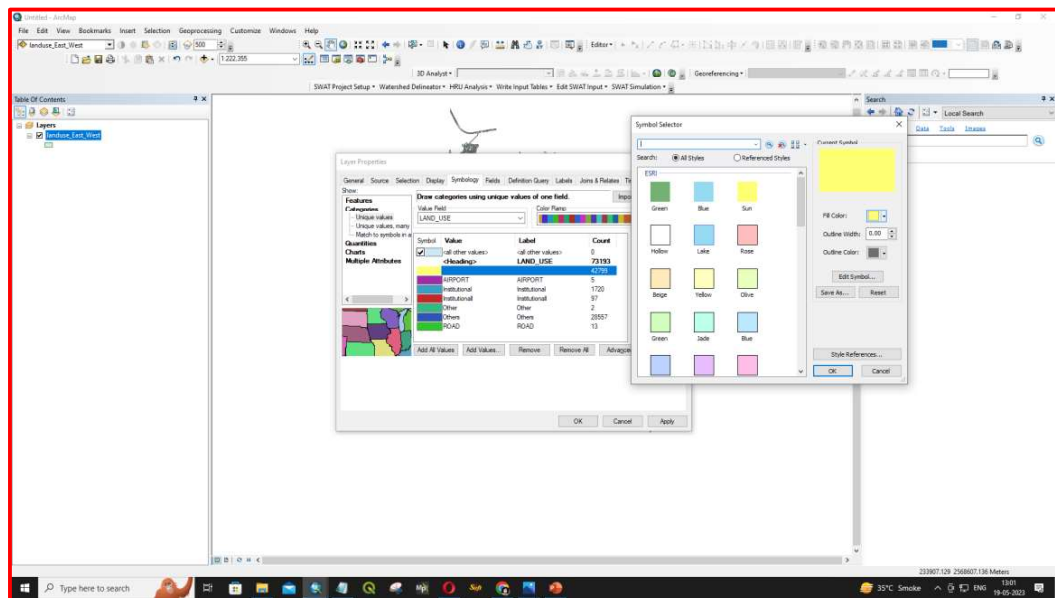 Untitled - ArcMap
File Edit View Bookmarks Insert Selection Geoprocessing Customize Windows Help
landuse_East_West
500
Editor
1:222,355
3D Analyst
Georeferencing
SWAT Project Setup Watershed Delineator HRU Analysis Write Input Tables Edit SWAT Input SWAT Simulation
Table Of Contents
Layers
landuse_East_West
Layer Properties
General Source Selection Display Symbology Fields Definition Query Labels Joins & Relates
Show:
Features
Categories
Unique values
Unique values, many
Match to symbols in a
Quantities
Charts
Multiple Attributes
Draw categories using unique values of one field.
Value Field
LAND_USE
Color Ramp
Symbol Value Label Count
<all other values> <all other values> 0
<Heading> LAND_USE 73193
42799
AIRPORT AIRPORT 5
Institutional Institutional 1720
Institutionall Institutionall 97
Other Other 2
Others Others 28557
ROAD ROAD 13
Add All Values Add Values... Remove Remove All
OK Cancel Apply
Symbol Selector
Search: All Styles Referenced Styles
ESRI
Green Blue Sun
Hollow Lake Rose
Beige Yellow Olive
Green Jade Blue
Current Symbol
Fill Color:
Outline Width: 0.00
Outline Color:
Edit Symbol...
Save As... Reset
Style References...
OK Cancel
Search
Local Search
Data Tools Images
233907.129 2568607.136 Meters
Type here to search
35°C Smoke
ENG
13:01
19-05-2023